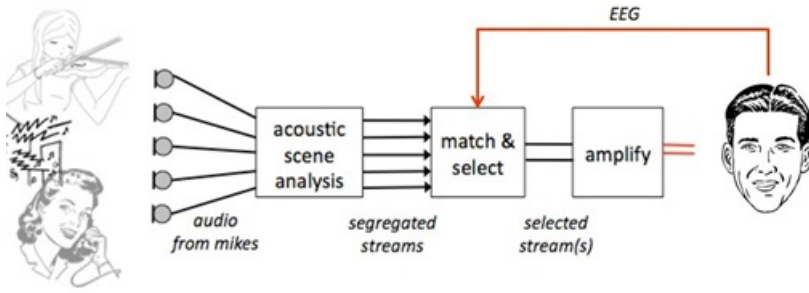 EEG
acoustic
scene
analysis
match &
select
amplify
audio
from mikes
segregated
streams
selected
stream(s)